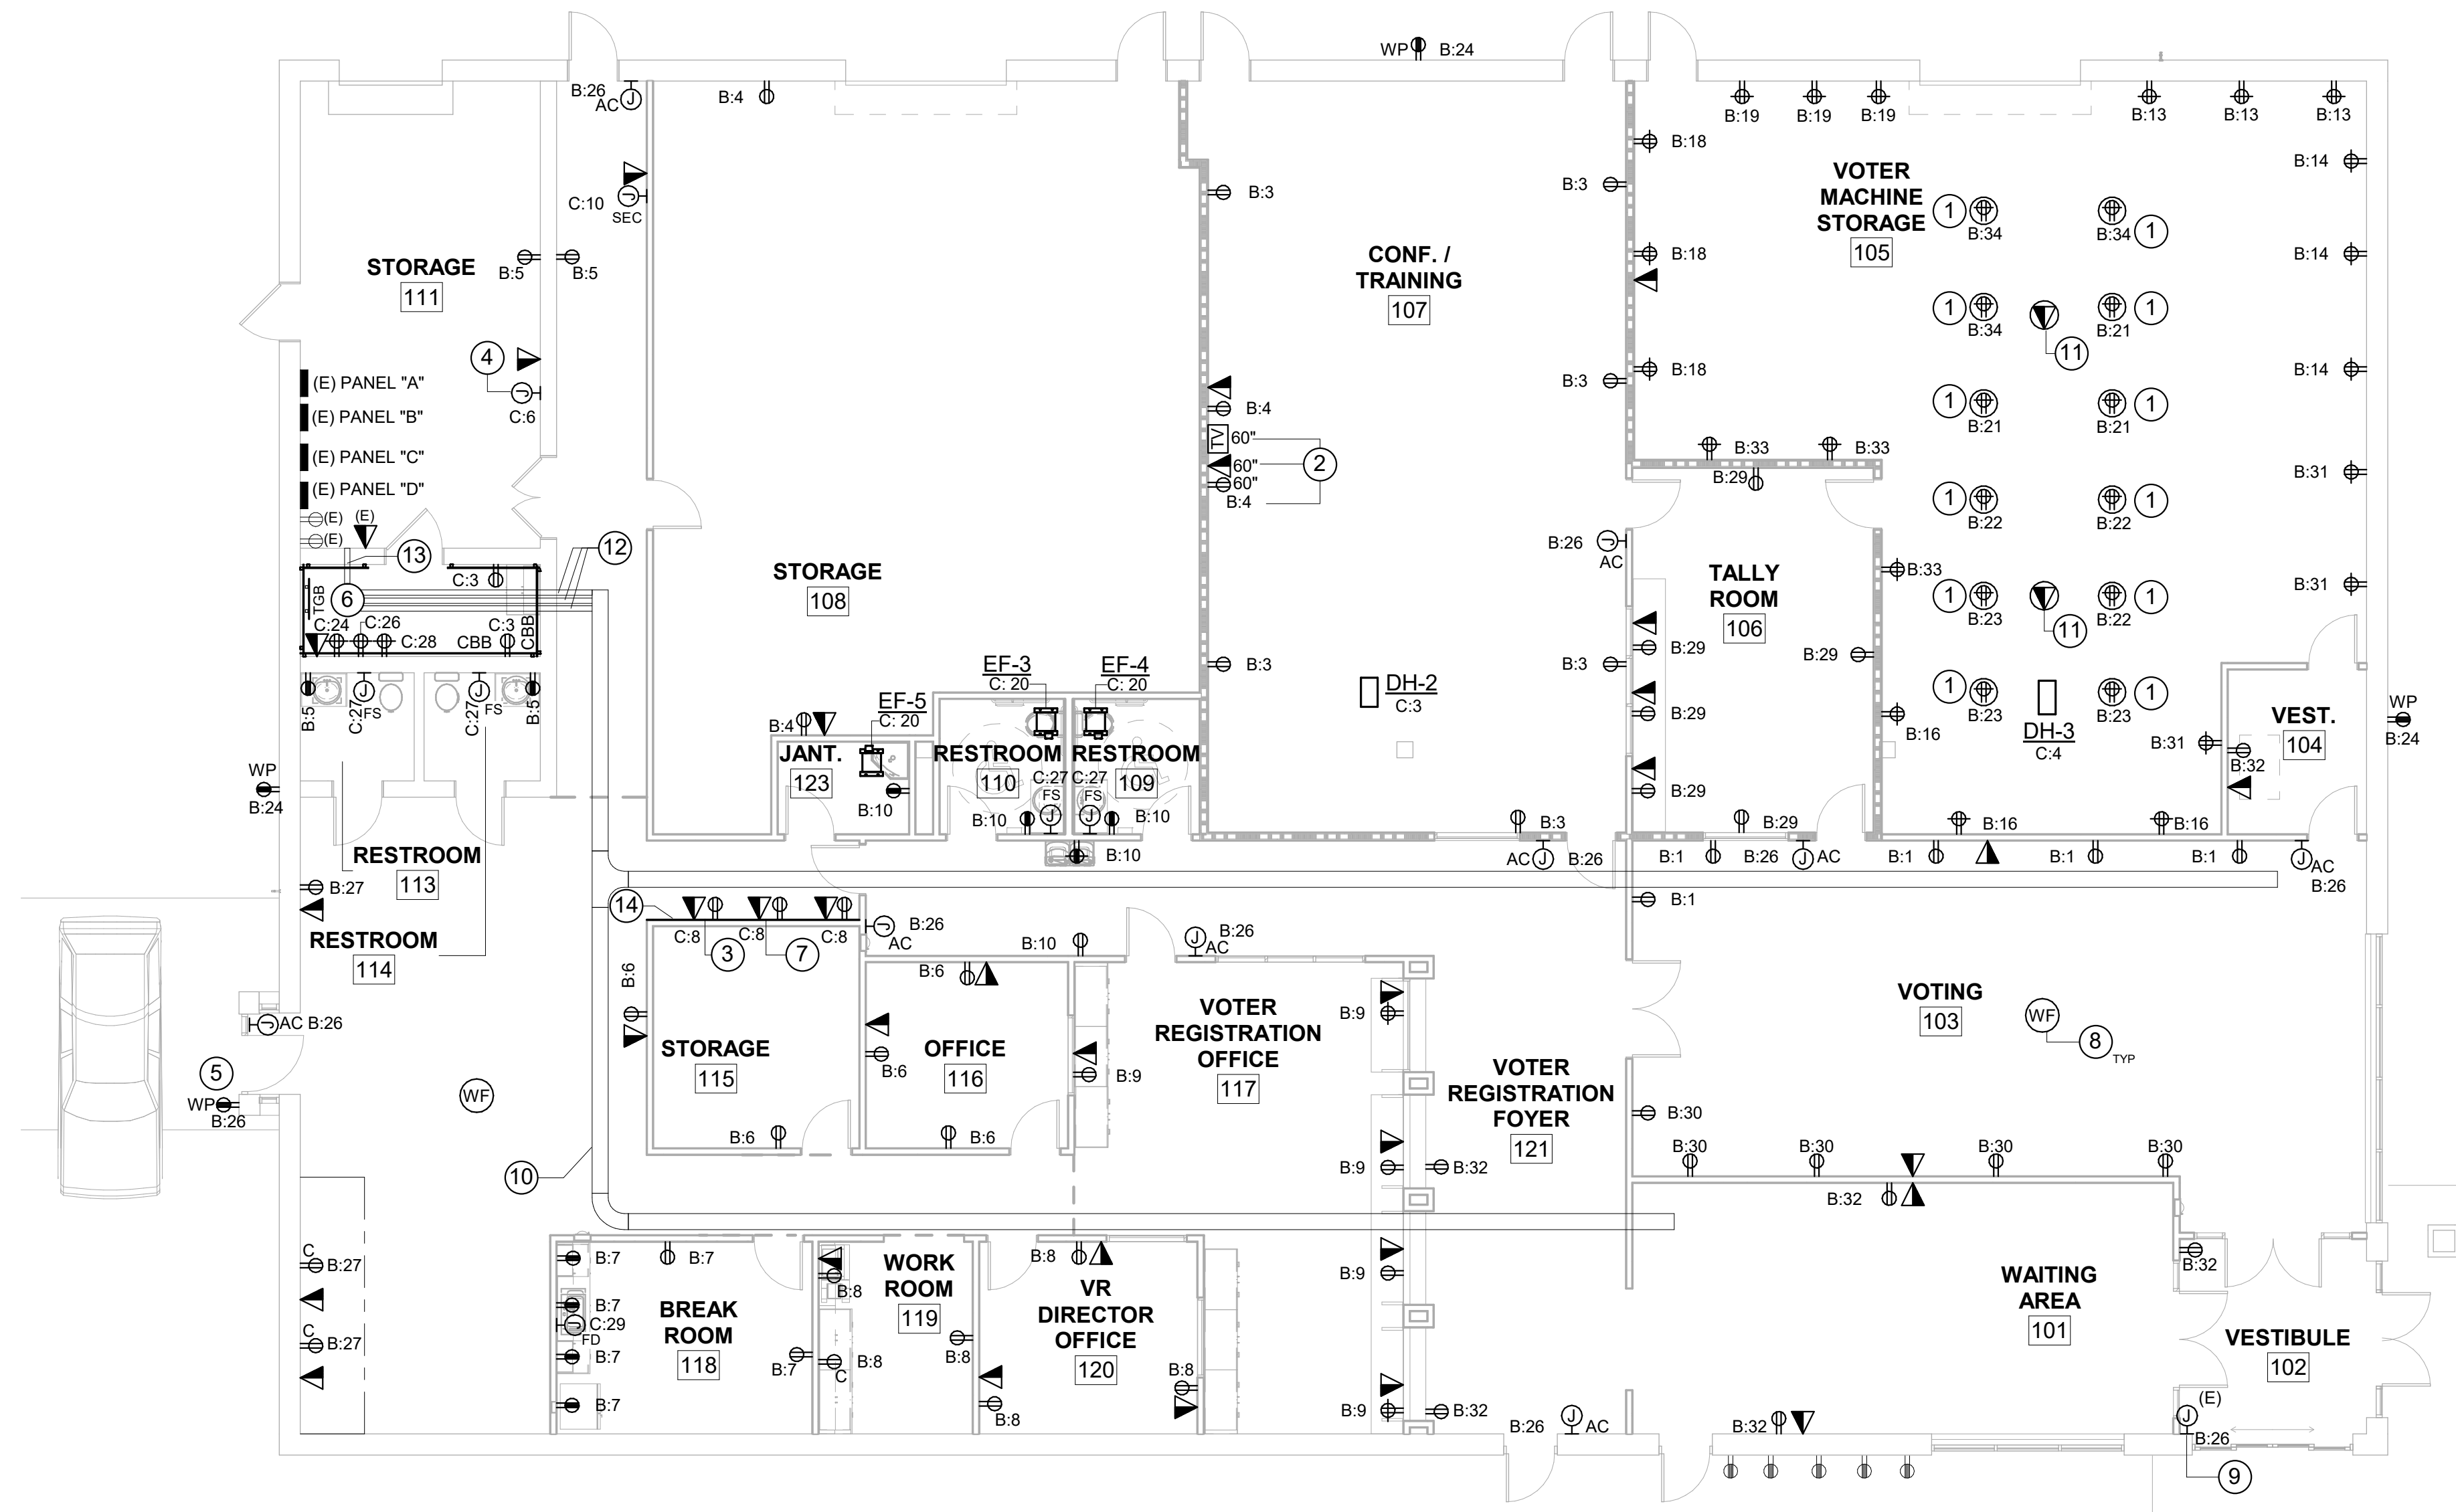 WP B:24
B:26
AC J
B:4
B:19 B:19 B:19
B:13 B:13 B:13
B:18
B:3
B:3
VOTER
MACHINE
STORAGE
105
B:14
J
C:10
SEC
1 B:34
B:34 1
CONF. /
TRAINING
107
B:18
B:14
STORAGE
111
B:5 B:5
1 B:34
B:21 1
11
4
J
C:6
B:3
B:18
B:14
(E) PANEL "A"
(E) PANEL "B"
(E) PANEL "C"
(E) PANEL "D"
(E)
(E)
(E)
B:4
TV 60"
60"
60"
B:4
2
1 B:21
B:21 1
B:33 B:33
B:29
B:31
1 B:22
B:22 1
13
12
B:26 J
AC
STORAGE
108
TALLY
ROOM
106
B:33
B:31
1 B:23
B:22 1
11
TGB
6
C:3
C:24 C:26 C:28
C:3
CBB CBB
B:29
B:29
B:3
B:3
DH-2
C:3
EF-3
C: 20
EF-4
C: 20
EF-5
C: 20
B:5
C:27 J
FS
C:27 J
FS
B:5
B:4
B:29
B:16
1 B:23
B:23 1
DH-3
C:4
VEST.
104
B:31
B:32
WP
B:24
WP
B:24
JANT.
123
B:10
RESTROOM
110
C:27
FS
J
B:10
RESTROOM
109
C:27
FS
J
B:10
B:29
B:3
B:29
B:16 B:16
RESTROOM
113
B:10
AC J B:26
B:1
B:26 J AC
B:1 B:1 B:1
J AC
B:26
B:27
14
B:1
RESTROOM
114
C:8 C:8 C:8
3 7
J B:26
AC
B:10
J B:26
AC
B:6
B:6
VOTER
REGISTRATION
OFFICE
117
B:9
VOTING
103
WF
8
TYP
J AC B:26
STORAGE
115
OFFICE
116
B:6
B:9
VOTER
REGISTRATION
FOYER
121
5
WP
B:26
WF
B:6
B:6
B:30
B:30 B:30 B:30 B:30
10
B:9
B:32
B:32
C
B:27
C
B:27
B:7
B:7
B:7
J C:29
FD
B:7
B:7
B:7
BREAK
ROOM
118
WORK
ROOM
119
B:8
B:8
C
B:8
B:8
VR
DIRECTOR
OFFICE
120
B:8
B:8
B:9
B:9
B:32
WAITING
AREA
101
B:32
VESTIBULE
102
B:26 J AC
B:32
(E)
J
B:26
9